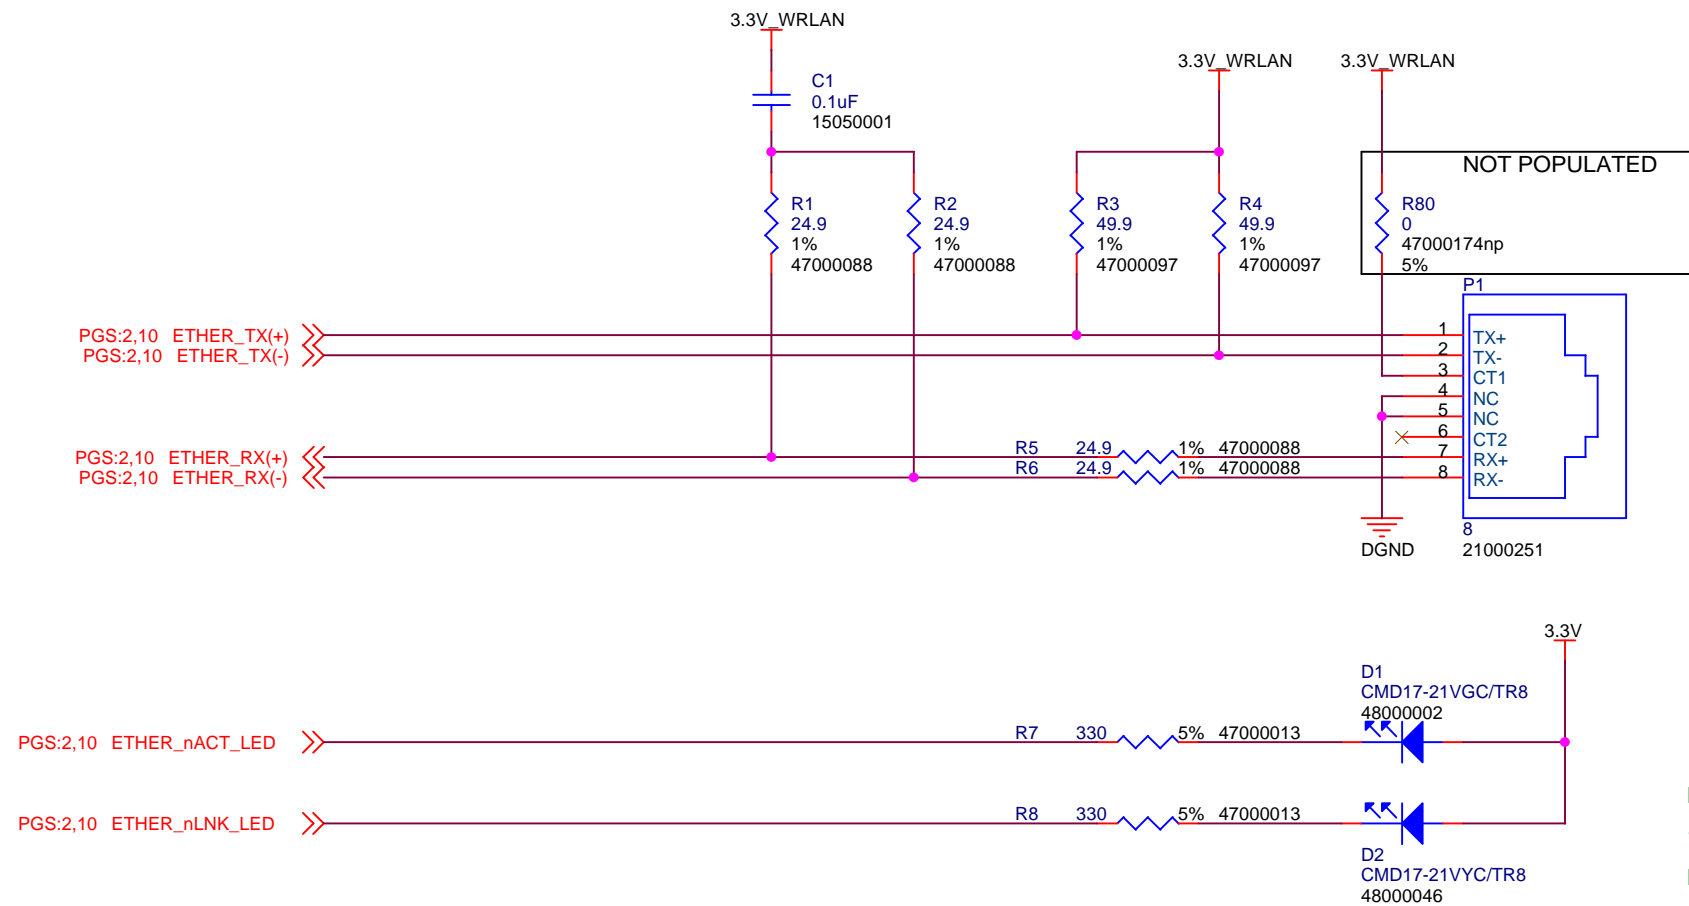 3.3V_WRLAN
C1
0.1uF
15050001
3.3V_WRLAN
3.3V_WRLAN
NOT POPULATED
R1
24.9
1%
47000088
R2
24.9
1%
47000088
R3
49.9
1%
47000097
R4
49.9
1%
47000097
R80
0
47000174np
5%
P1
PGS:2,10 ETHER_TX(+)
PGS:2,10 ETHER_TX(-)
1 TX+
2 TX-
3 CT1
4 NC
5 NC
6 CT2
7 RX+
8 RX-
PGS:2,10 ETHER_RX(+)
PGS:2,10 ETHER_RX(-)
R5 24.9 1% 47000088
R6 24.9 1% 47000088
DGND
8
21000251
3.3V
D1
CMD17-21VGC/TR8
48000002
PGS:2,10 ETHER_nACT_LED
R7 330 5% 47000013
PGS:2,10 ETHER_nLNK_LED
R8 330 5% 47000013
D2
CMD17-21VYC/TR8
48000046